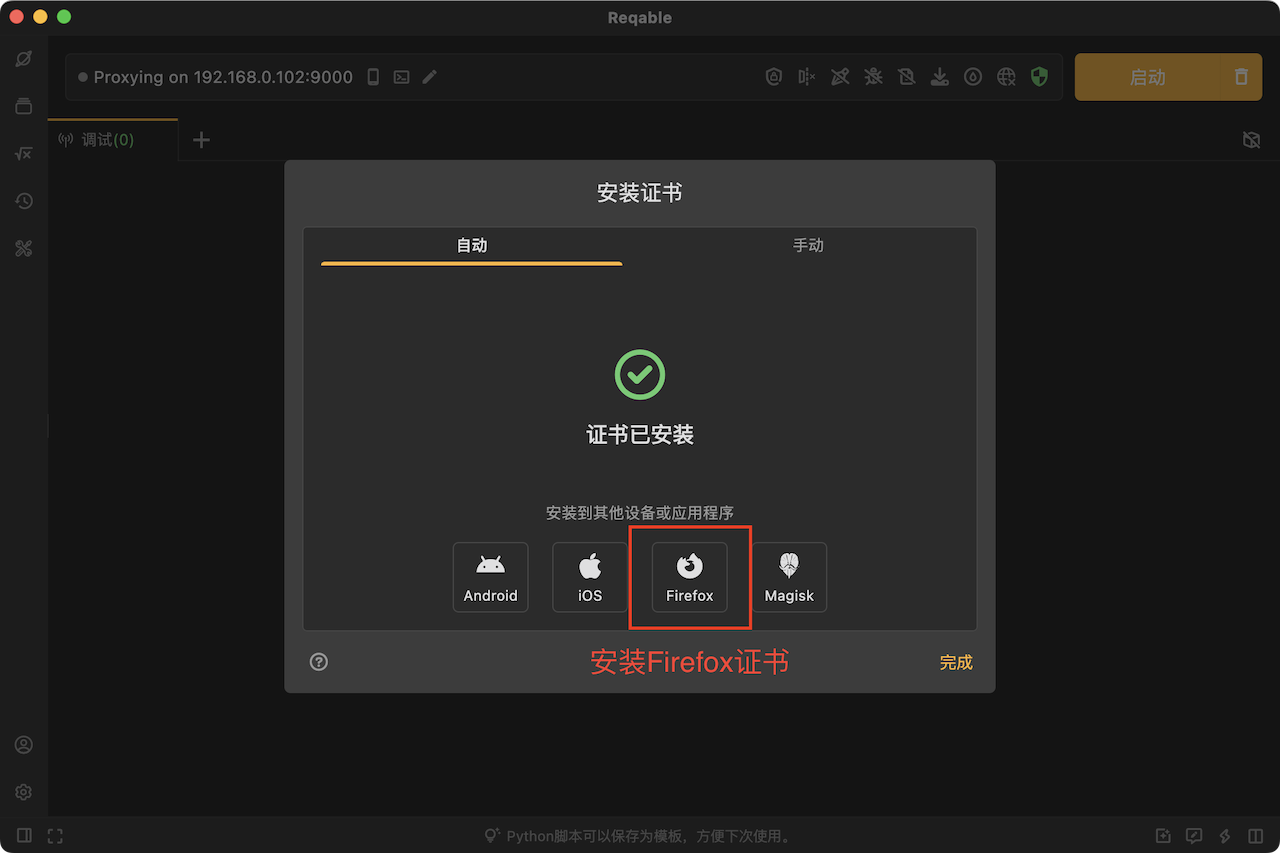 Reqable
Proxying on 192.168.0.102:9000
启动
调试(0)
安装证书
自动
手动
证书已安装
安装到其他设备或应用程序
Android
iOS
Firefox
Magisk
安装Firefox证书
完成
Python脚本可以保存为模板，方便下次使用。